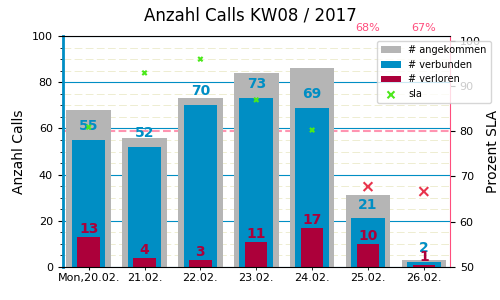 Anzahl Calls KW08 / 2017
68% 67%
# angekommen
# verbunden
# verloren
sla
Anzahl Calls
Prozent SLA
100
80
60
40
20
0
100
90
80
70
60
50
55 52 70 73 69 21 2
13 4 3 11 17 10 1
Mon,20.02. 21.02. 22.02. 23.02. 24.02. 25.02. 26.02.